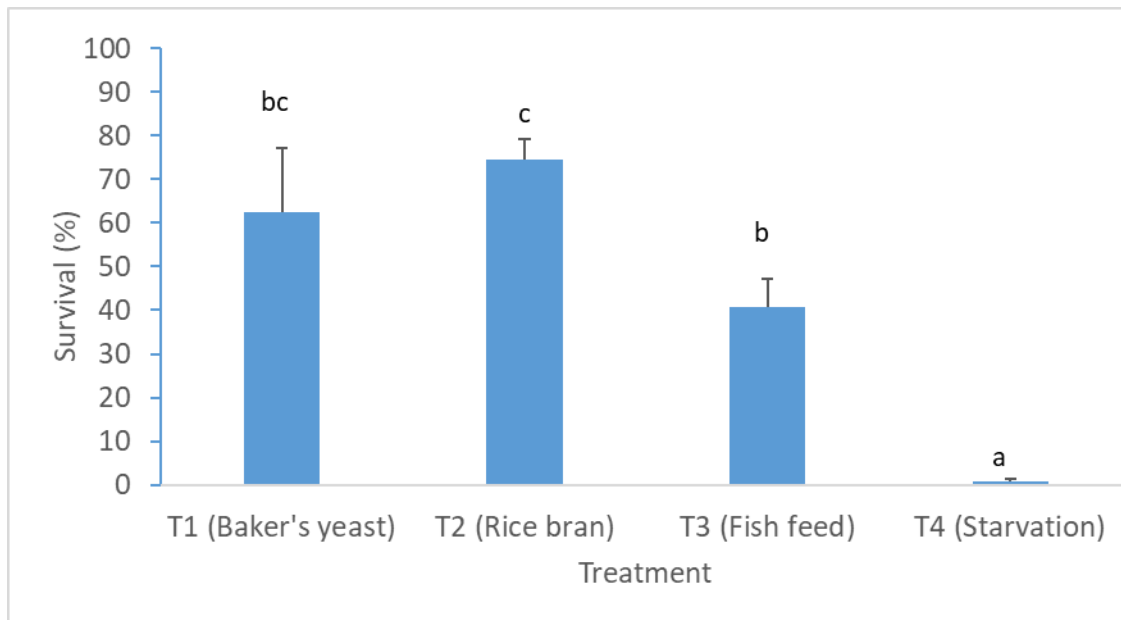 100
90
80
70
60
50
40
30
20
10
0
Survival (%)
bc
c
b
a
T1 (Baker's yeast)
T2 (Rice bran)
T3 (Fish feed)
T4 (Starvation)
Treatment